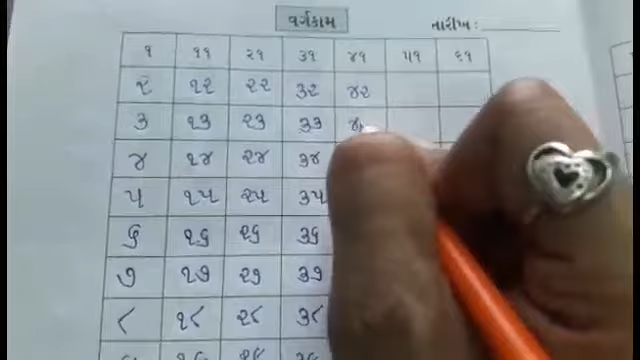 વર્ગકામ તારીખ :
૧ ૧૧ ૨૧ ૩૧ ૪૧ ૫૧ ૬૧
૨ ૧૨ ૨૨ ૩૨ ૪૨
૩ ૧૩ ૨૩ ૩૩ ૪
૪ ૧૪ ૨૪ ૩૪
૫ ૧૫ ૨૫ ૩૫
૬ ૧૬ ૨૬ ૩૬
૭ ૧૭ ૨૭ ૩૭
૮ ૧૮ ૨૮ ૩૮